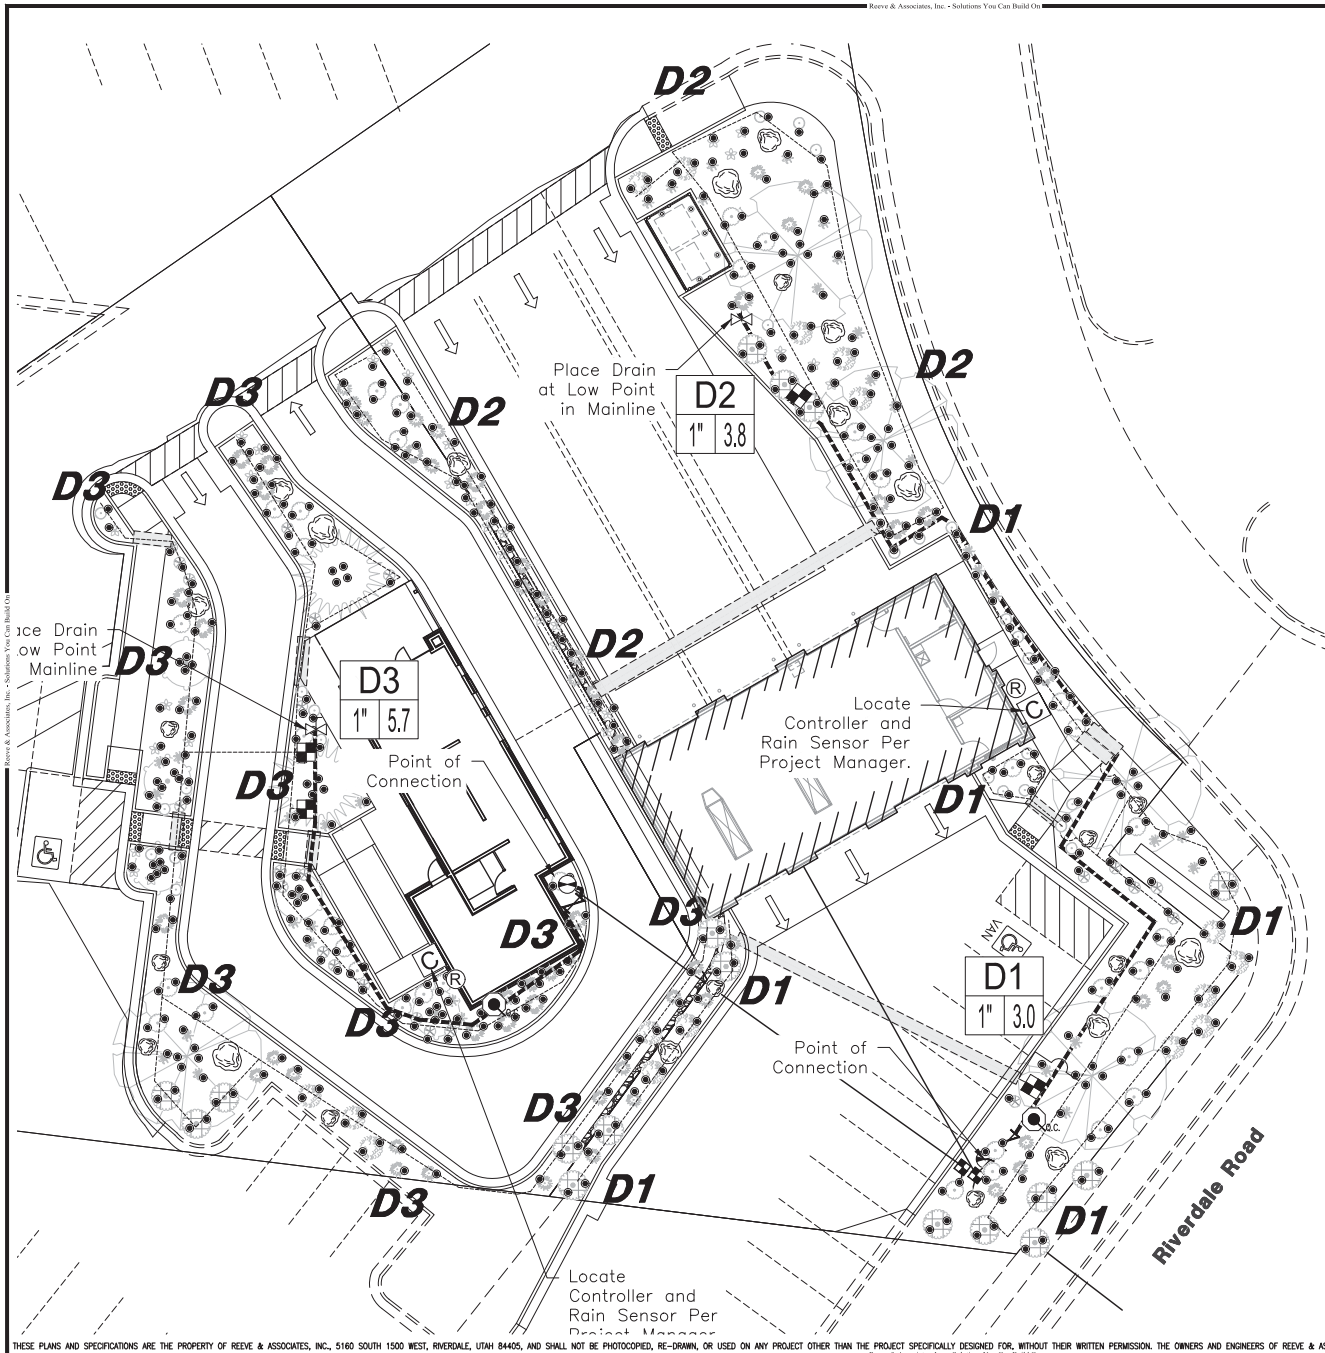 Reeve & Associates, Inc. - Solutions You Can Build On
D2
D2
D2
D3
D3
Place Drain
at Low Point
in Mainline
D2
1" 3.8
D1
Reeve & Associates, Inc. - Solutions You Can Build On
ace Drain
ow Point
Mainline
D3
D2
D3
1" 5.7
Point of
Connection
D3
R
C
Locate
Controller and
Rain Sensor Per
Project Manager.
D1
D3
D3
C
R
D3
D3
VAN
D1
D1
D1
1" 3.0
Point of
Connection
Q.C.
D3
D3
D1
D1
Riverdale Road
Locate
Controller and
Rain Sensor Per
Project Manager
THESE PLANS AND SPECIFICATIONS ARE THE PROPERTY OF REEVE & ASSOCIATES, INC., 5160 SOUTH 1500 WEST, RIVERDALE, UTAH 84405, AND SHALL NOT BE PHOTOCOPIED, RE-DRAWN, OR USED ON ANY PROJECT OTHER THAN THE PROJECT SPECIFICALLY DESIGNED FOR, WITHOUT THEIR WRITTEN PERMISSION. THE OWNERS AND ENGINEERS OF REEVE & AS